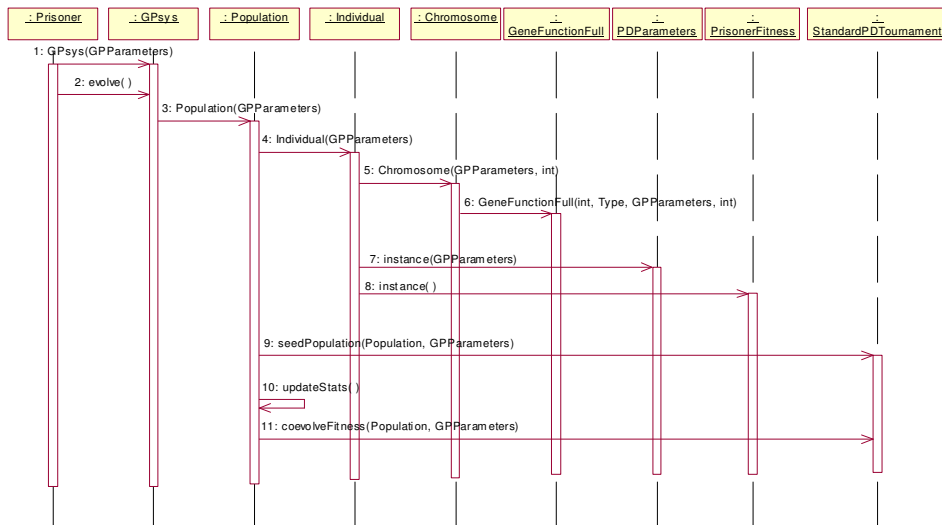 : Prisoner
: GPsys
: Population
: Individual
: Chromosome
:
GeneFunctionFull
:
PDParameters
:
PrisonerFitness
:
StandardPDTournament
1: GPsys(GPParameters)
2: evolve( )
3: Population(GPParameters)
4: Individual(GPParameters)
5: Chromosome(GPParameters, int)
6: GeneFunctionFull(int, Type, GPParameters, int)
7: instance(GPParameters)
8: instance( )
9: seedPopulation(Population, GPParameters)
10: updateStats( )
11: coevolveFitness(Population, GPParameters)